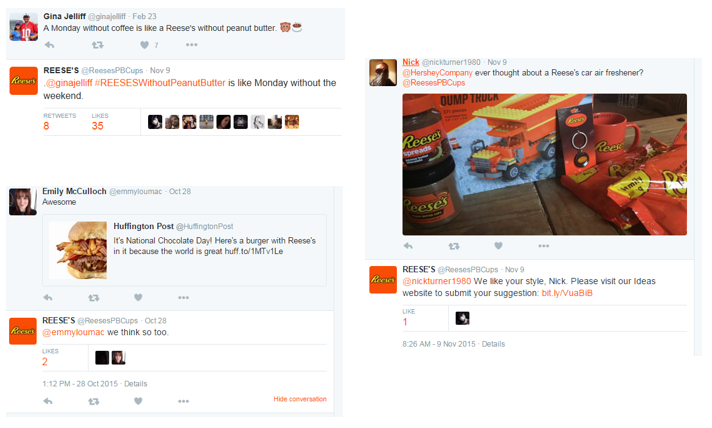 Gina Jelliff @ginajelliff · Feb 23
A Monday without coffee is like a Reese's without peanut butter.
7
REESE'S @ReesesPBCups · Nov 9
.@ginajelliff #REESESWithoutPeanutButter is like Monday without the
weekend.
RETWEETS LIKES
8 35
Emily McCulloch @emmyloumac · Oct 28
Awesome
Huffington Post @HuffingtonPost
It's National Chocolate Day! Here's a burger with Reese's
in it because the world is great huff.to/1MTv1Le
REESE'S @ReesesPBCups · Oct 28
@emmyloumac we think so too.
LIKES
2
1:12 PM - 28 Oct 2015 · Details
Hide conversation
Nick @nickturner1980 · Nov 9
@HersheyCompany ever thought about a Reese's car air freshener?
@ReesesPBCups
DUMP TRUCK
Reese's
spreads
Reese's
Reese's
REESE'S @ReesesPBCups · Nov 9
@nickturner1980 We like your style, Nick. Please visit our Ideas
website to submit your suggestion: bit.ly/VuaBIB
LIKE
1
8:26 AM - 9 Nov 2015 · Details